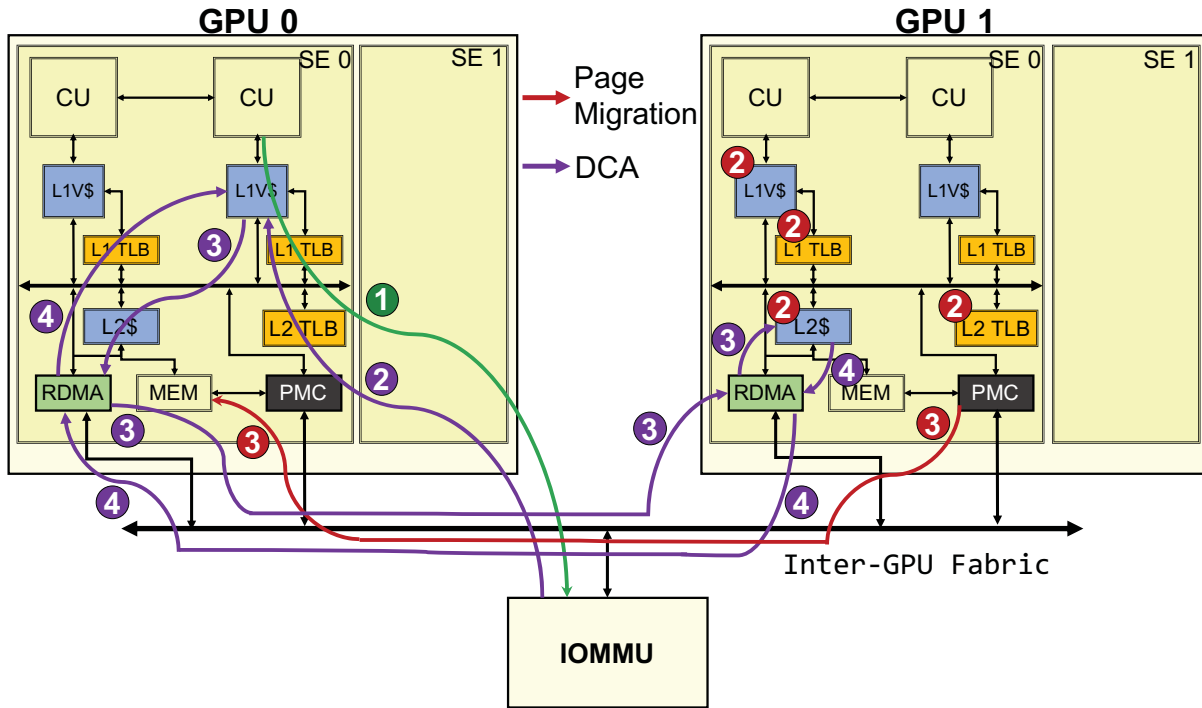 GPU 0
GPU 1
SE 0
SE 1
SE 0
SE 1
CU
CU
Page
Migration
DCA
CU
CU
2
L1V$
L1V$
L1V$
L1V$
3
2
L1 TLB
L1 TLB
L1 TLB
L1 TLB
4
1
L2$
L2 TLB
2
L2$
2
L2 TLB
3
2
4
RDMA
MEM
PMC
RDMA
MEM
PMC
3
3
3
3
4
4
Inter-GPU Fabric
IOMMU